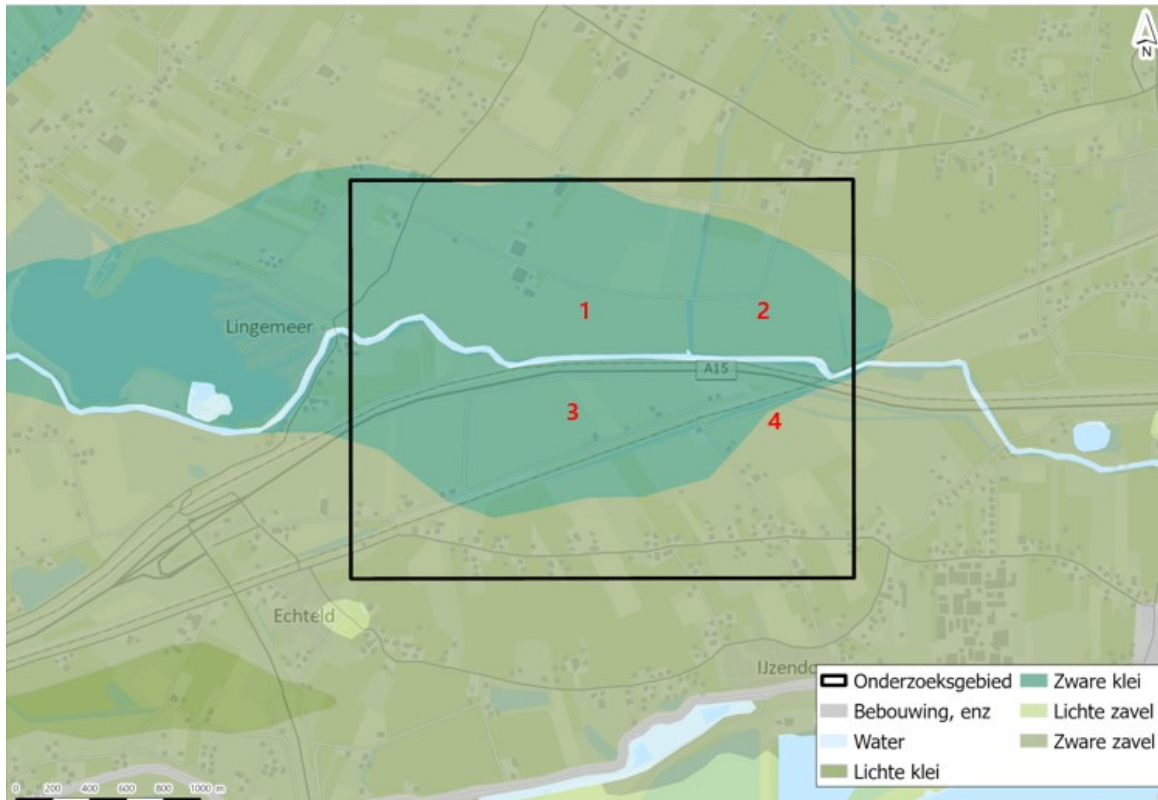 N
1
2
Lingemeer
A15
3
4
Echteld
IJzendo
Onderzoeksgebied
Bebouwing, enz
Water
Lichte klei
Zware klei
Lichte zavel
Zware zavel
0 200 400 600 800 1000 m